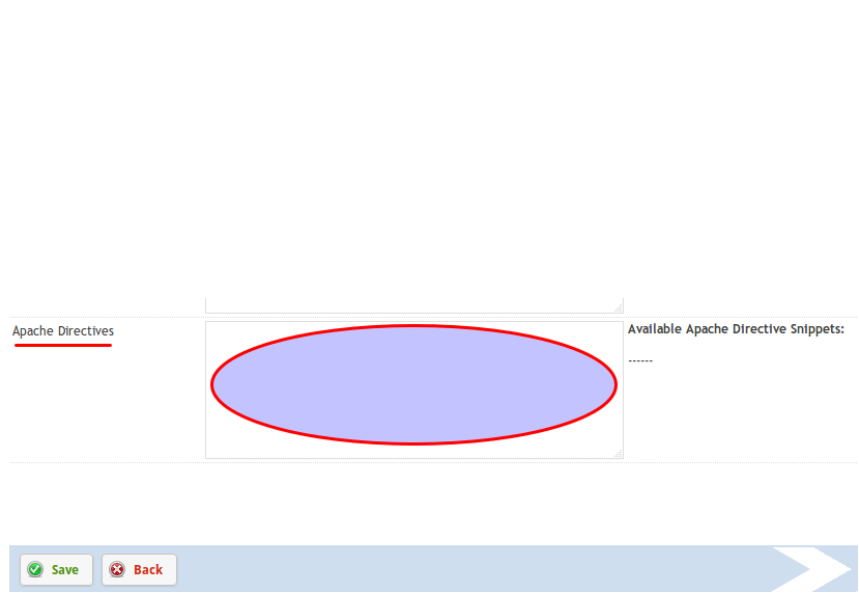 Apache Directives
Available Apache Directive Snippets:
------
Save
Back